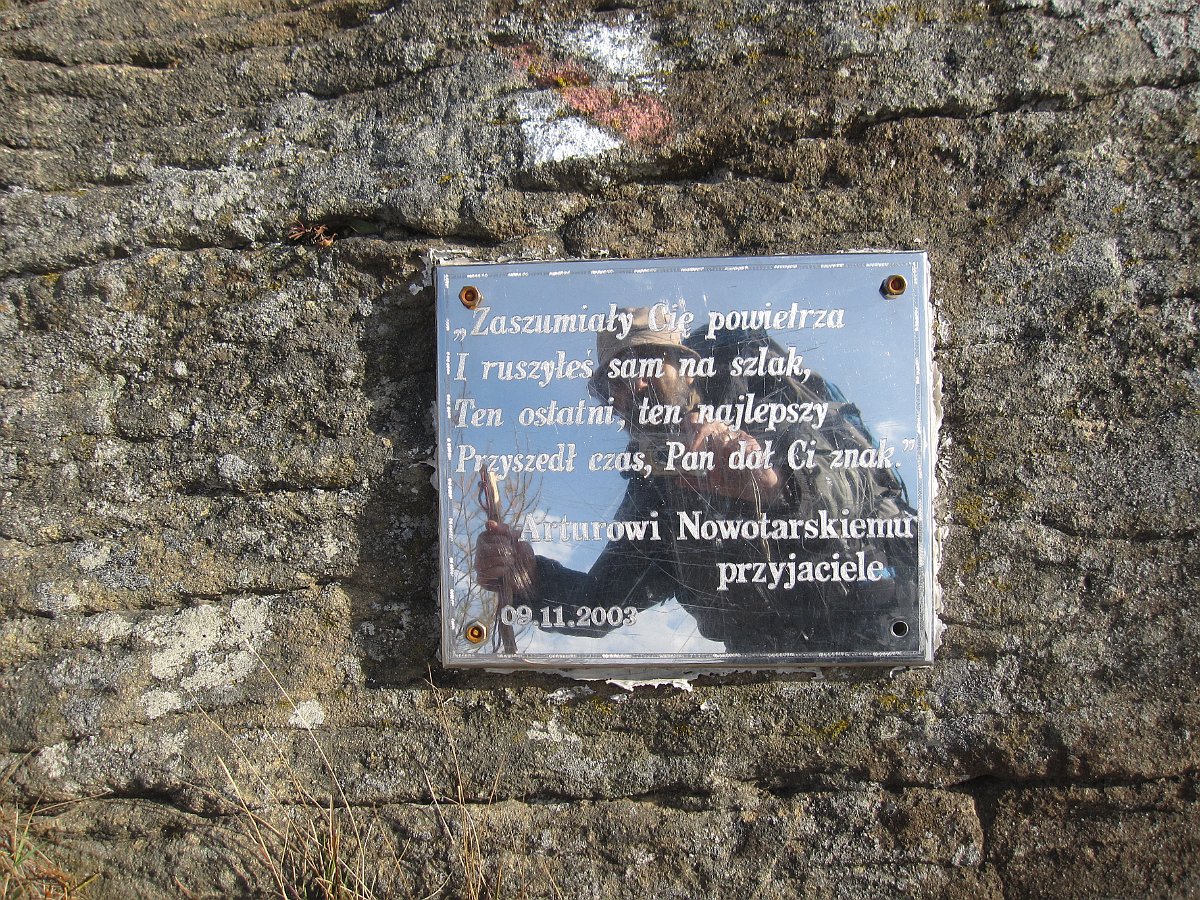 „Zaszumiały Cię powietrza
I ruszyłeś sam na szlak,
Ten ostatni, ten najlepszy
Przyszedł czas, Pan dał Ci znak."
Arturowi Nowotarskiemu
przyjaciele
09.11.2003